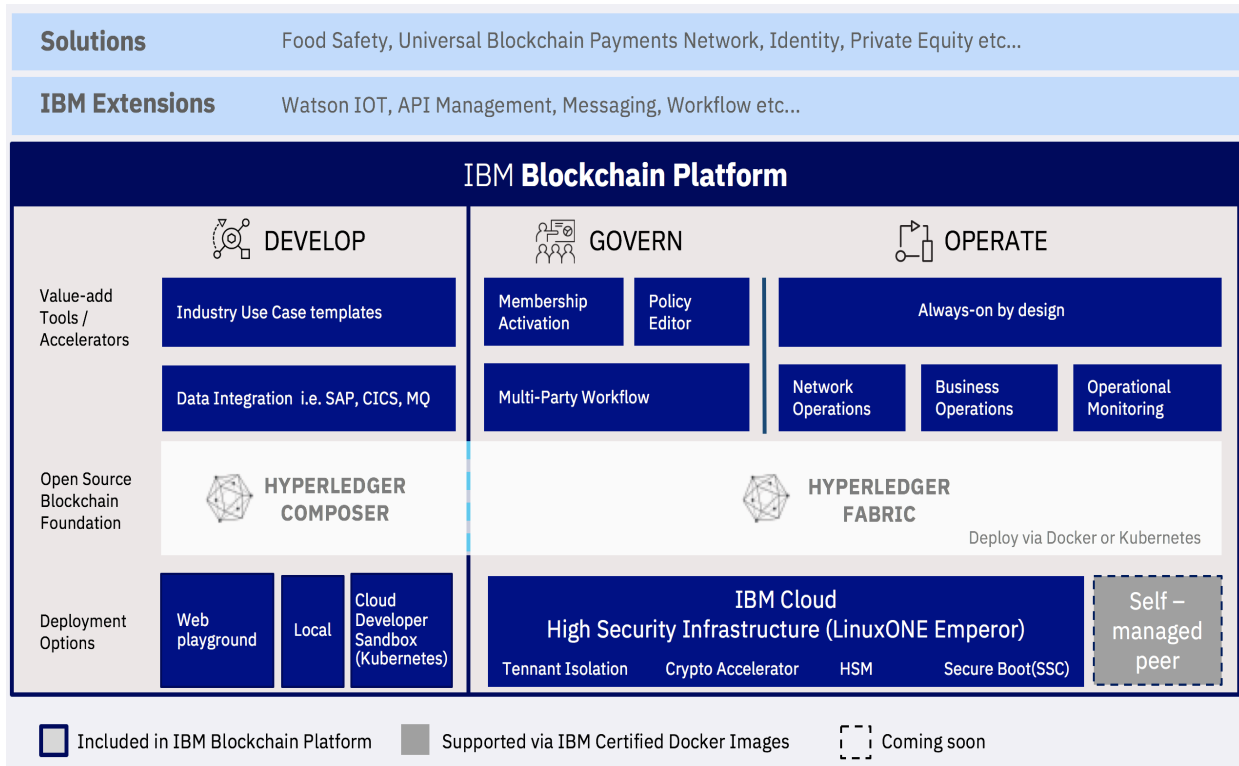 Solutions
Food Safety, Universal Blockchain Payments Network, Identity, Private Equity etc...
IBM Extensions
Watson IOT, API Management, Messaging, Workflow etc...
IBM Blockchain Platform
DEVELOP
GOVERN
OPERATE
Value-add
Tools /
Accelerators
Industry Use Case templates
Membership
Activation
Policy
Editor
Always-on by design
Data Integration i.e. SAP, CICS, MQ
Multi-Party Workflow
Network
Operations
Business
Operations
Operational
Monitoring
Open Source
Blockchain
Foundation
HYPERLEDGER
COMPOSER
HYPERLEDGER
FABRIC
Deploy via Docker or Kubernetes
Deployment
Options
Web
playground
Local
Cloud
Developer
Sandbox
(Kubernetes)
IBM Cloud
High Security Infrastructure (LinuxONE Emperor)
Tennant Isolation
Crypto Accelerator
HSM
Secure Boot(SSC)
Self –
managed
peer
Included in IBM Blockchain Platform
Supported via IBM Certified Docker Images
Coming soon